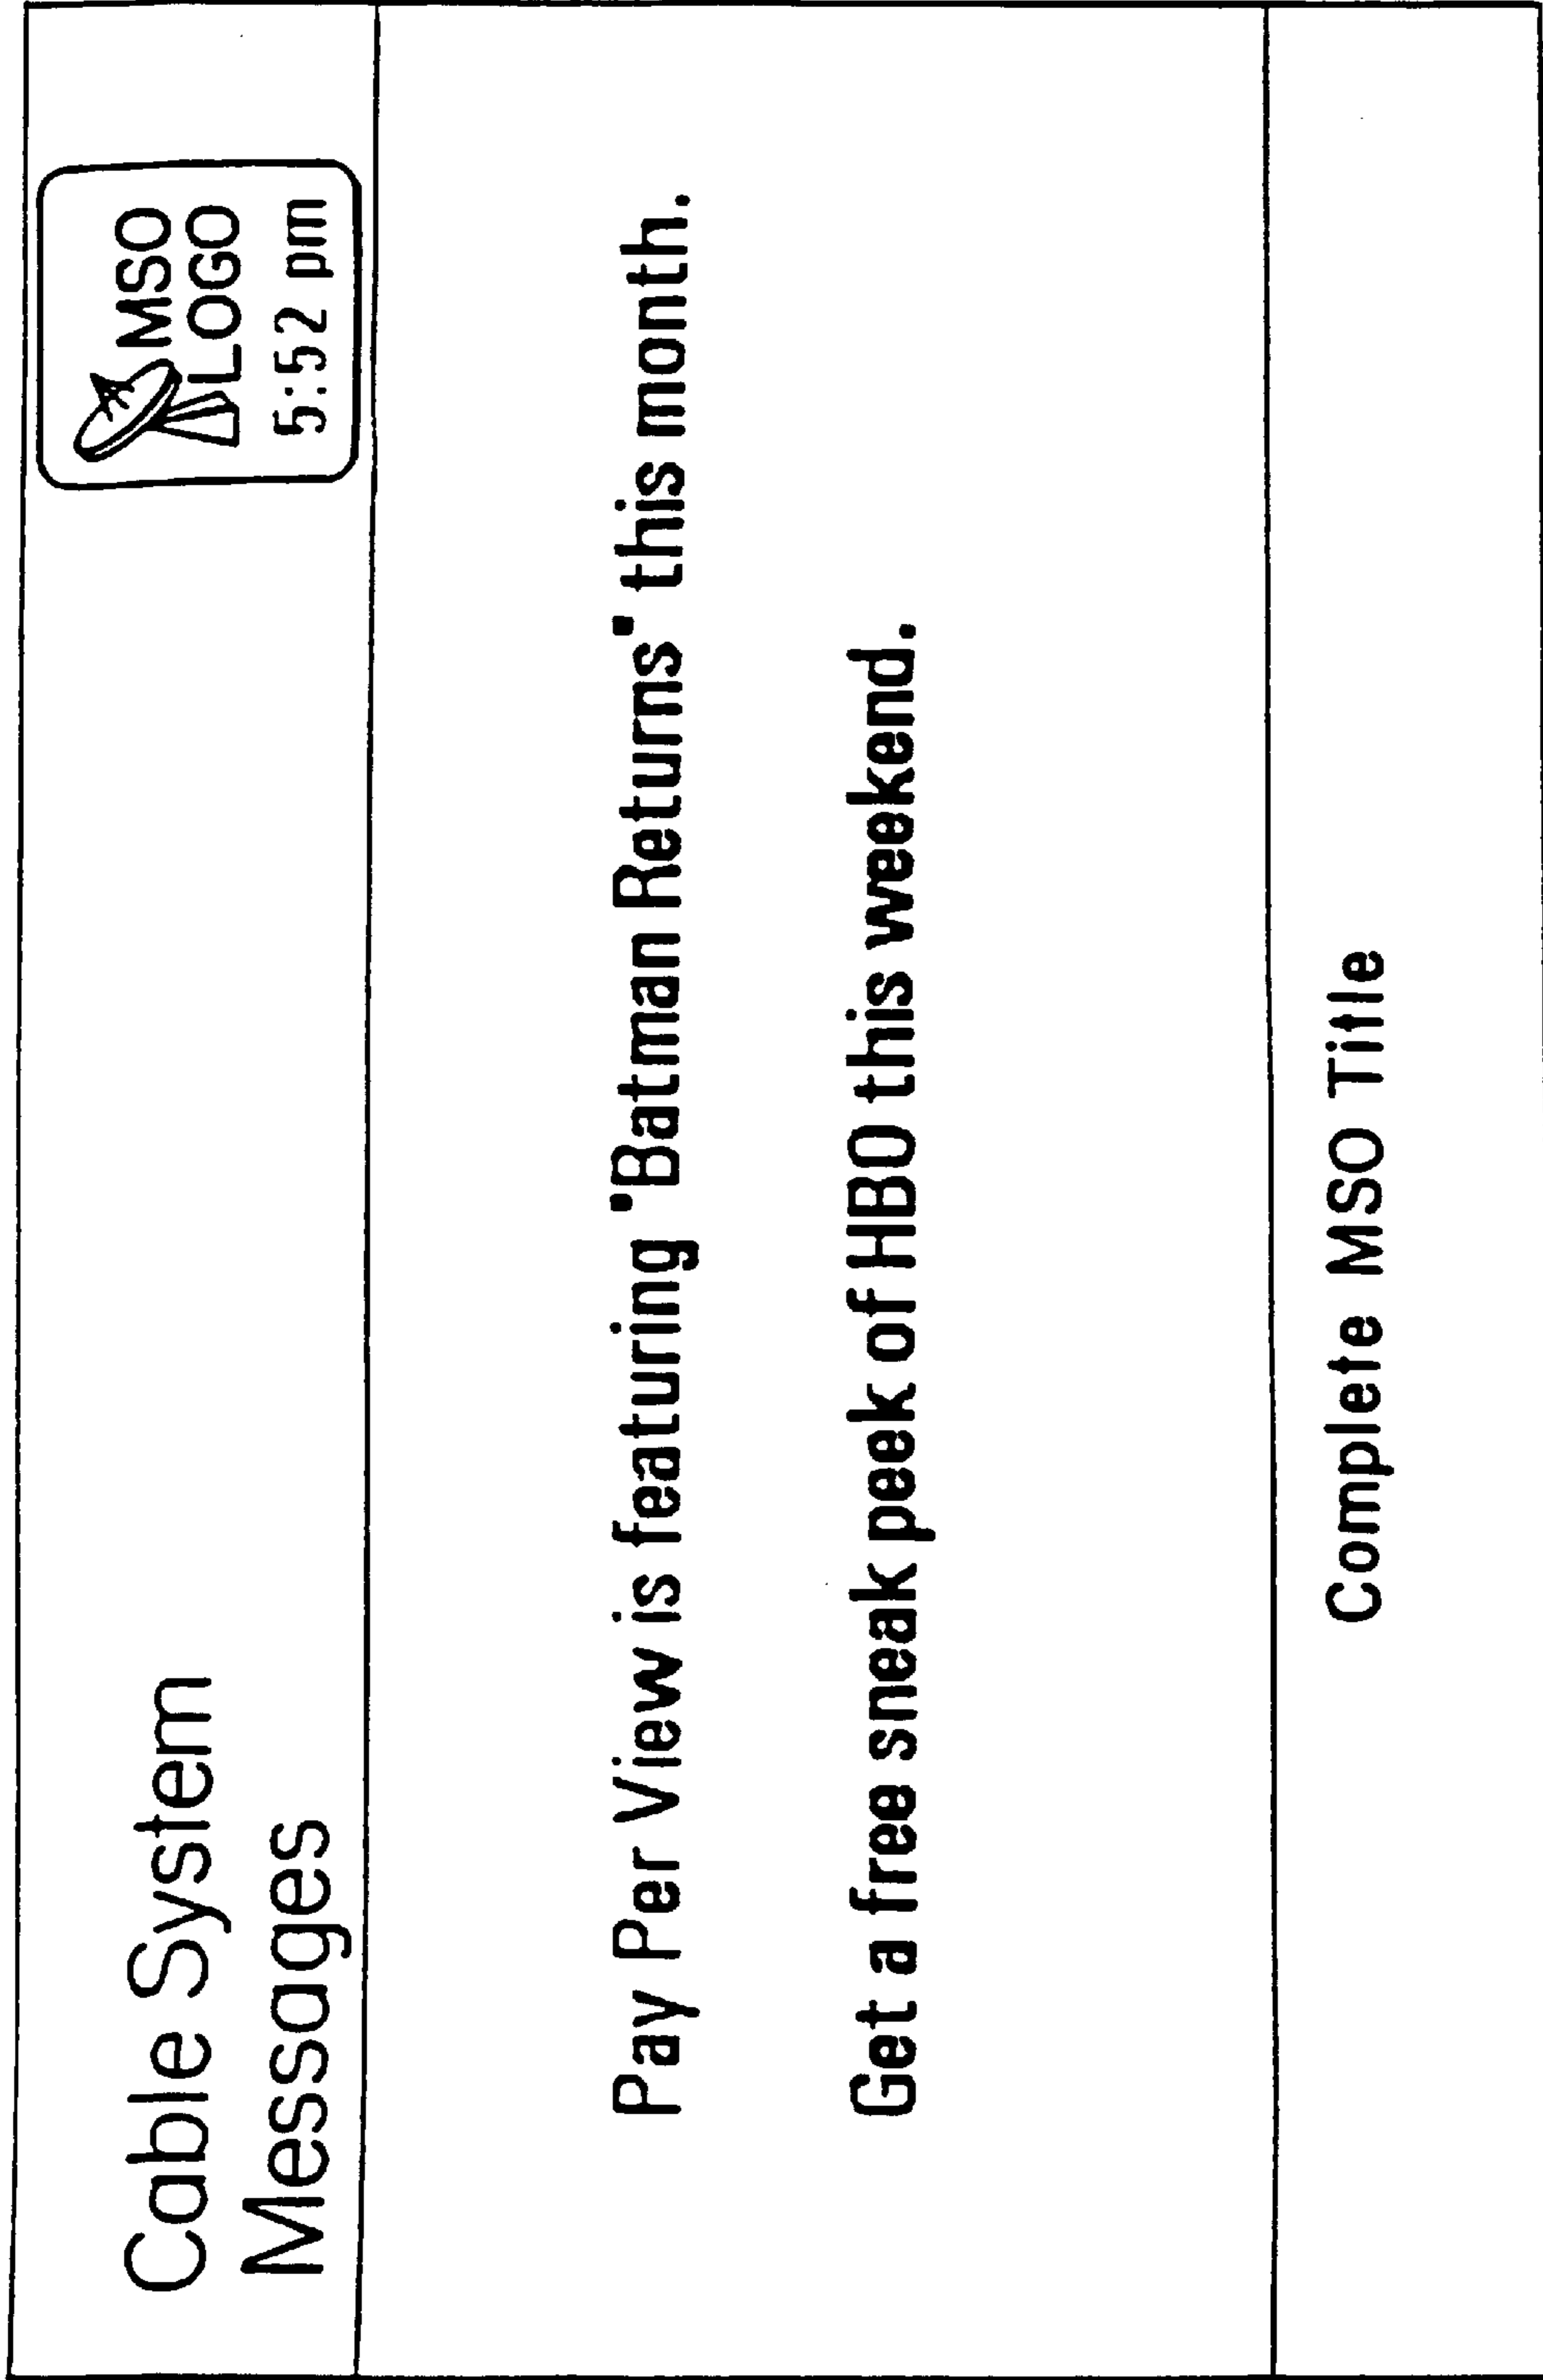 Cable System
Messages
MSO
LOGO
5:52 pm
Pay Per View is featuring "Batman Returns" this month.
Get a free sneak peek of HBO this weekend.
Complete MSO Title